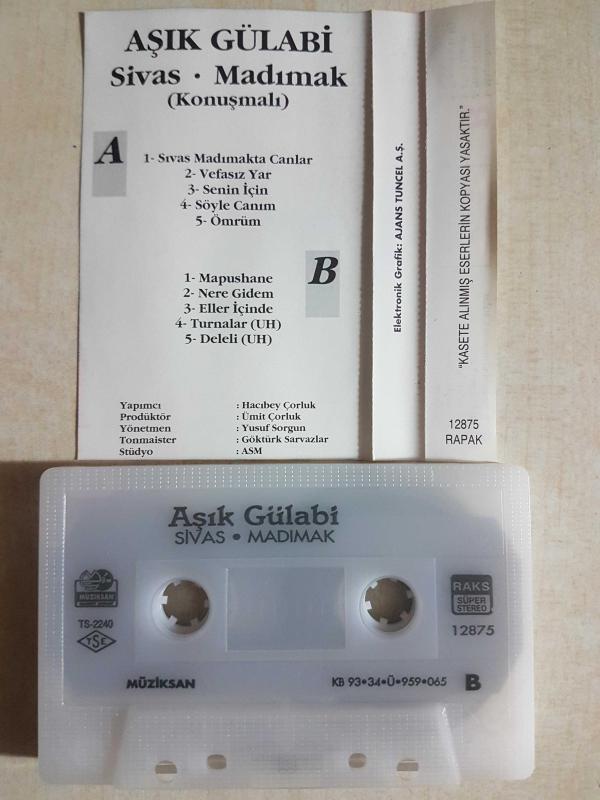 AŞIK GÜLABİ
Sivas · Madımak
(Konuşmalı)
A
1- Sıvas Madımakta Canlar
2- Vefasız Yar
3- Senin İçin
4- Söyle Canım
5- Ömrüm
B
1- Mapushane
2- Nere Gidem
3- Eller İçinde
4- Turnalar (UH)
5- Deleli (UH)
Yapımcı : Hacıbey Çorluk
Prodüktör : Ümit Çorluk
Yönetmen : Yusuf Sorgun
Tonmaister : Göktürk Sarvazlar
Stüdyo : ASM
Elektronik Grafik: AJANS TUNCEL A.Ş.
"KASETE ALINMIŞ ESERLERİN KOPYASI YASAKTIR."
12875
RAPAK
Aşık Gülabi
SİVAS • MADIMAK
MÜZİKSAN
TS-2240
TSE
RAKS
SÜPER
STEREO
12875
MÜZİKSAN
KB 93•34•Ü•959•065
B